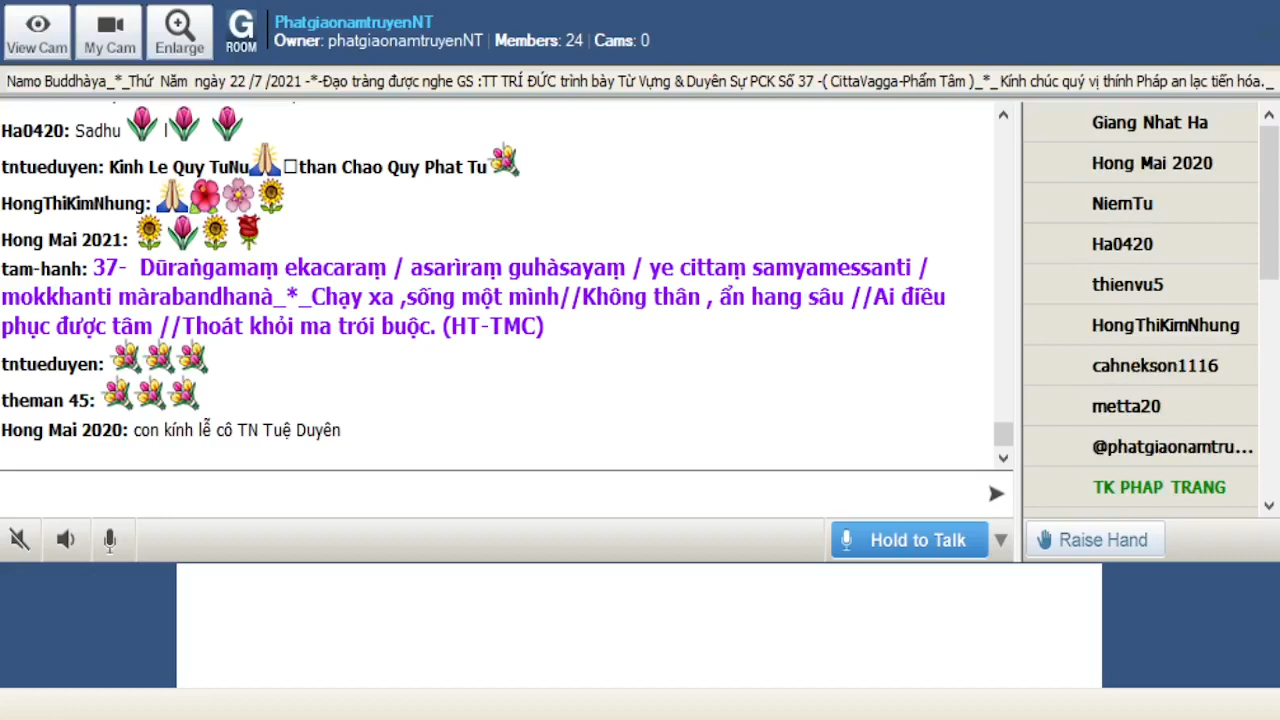 View Cam
My Cam
Enlarge
G
ROOM
PhatgiaonamtruyenNT
Owner: phatgiaonamtruyenNT | Members: 24 | Cams: 0
Namo Buddhàya_*_Thứ Năm ngày 22 /7 /2021 -*-Đạo tràng được nghe GS :TT TRÍ ĐỨC trình bày Từ Vựng & Duyên Sự PCK Số 37 -( CittaVagga-Phẩm Tâm )_*_ Kính chúc quý vị thính Pháp an lạc tiến hóa._
Ha0420: Sadhu l
tntueduyen: Kinh Le Quy TuNu than Chao Quy Phat Tu
HongThiKimNhung:
Hong Mai 2021:
tam-hanh: 37- Dūraṅgamaṃ ekacaraṃ / asarìraṃ guhàsayaṃ / ye cittaṃ samyamessanti /
mokkhanti màrabandhanà_*_Chạy xa ,sống một mình//Không thân , ẩn hang sâu //Ai điều
phục được tâm //Thoát khỏi ma trói buộc. (HT-TMC)
tntueduyen:
theman 45:
Hong Mai 2020: con kính lễ cô TN Tuệ Duyên
Giang Nhat Ha
Hong Mai 2020
NiemTu
Ha0420
thienvu5
HongThiKimNhung
cahnekson1116
metta20
@phatgiaonamtru...
TK PHAP TRANG
Hold to Talk
Raise Hand